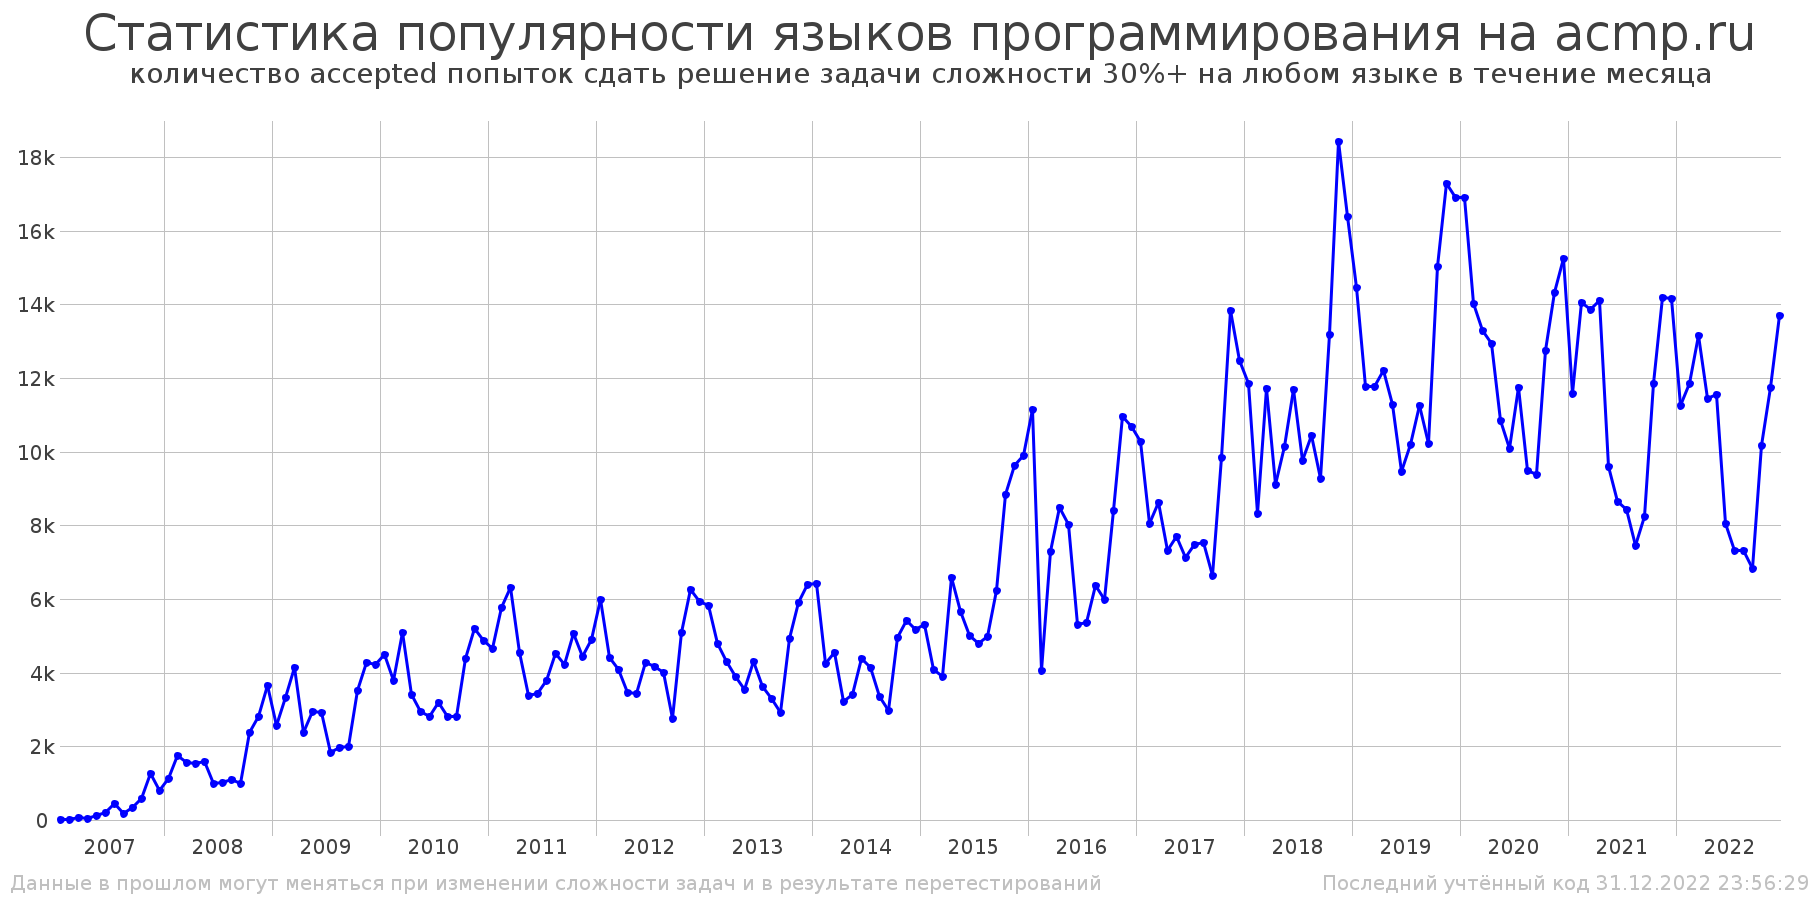 Статистика популярности языков программирования на acmp.ru
количество accepted попыток сдать решение задачи сложности 30%+ на любом языке в течение месяца
18k
16k
14k
12k
10k
8k
6k
4k
2k
0
2007 2008 2009 2010 2011 2012 2013 2014 2015 2016 2017 2018 2019 2020 2021 2022
Данные в прошлом могут меняться при изменении сложности задач и в результате перетестирований
Последний учтённый код 31.12.2022 23:56:29